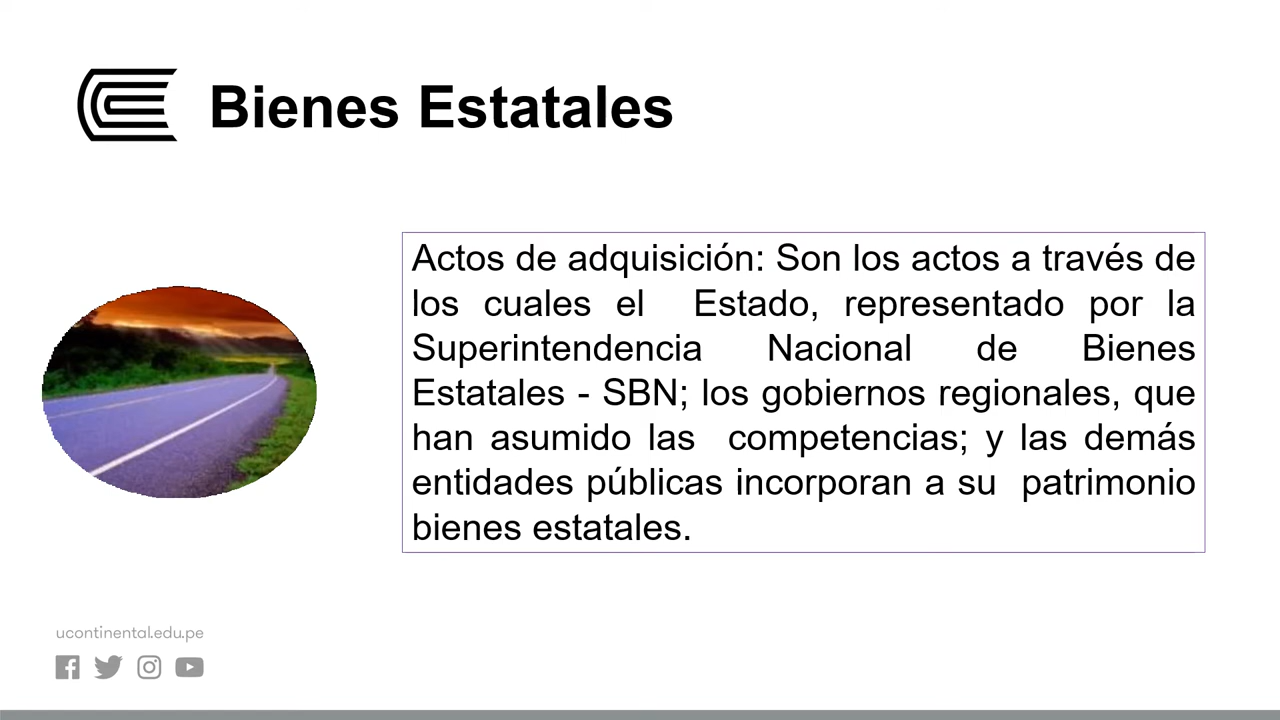 Bienes Estatales
Actos de adquisición: Son los actos a través de
los cuales el Estado, representado por la
Superintendencia Nacional de Bienes
Estatales - SBN; los gobiernos regionales, que
han asumido las competencias; y las demás
entidades públicas incorporan a su patrimonio
bienes estatales.
ucontinental.edu.pe